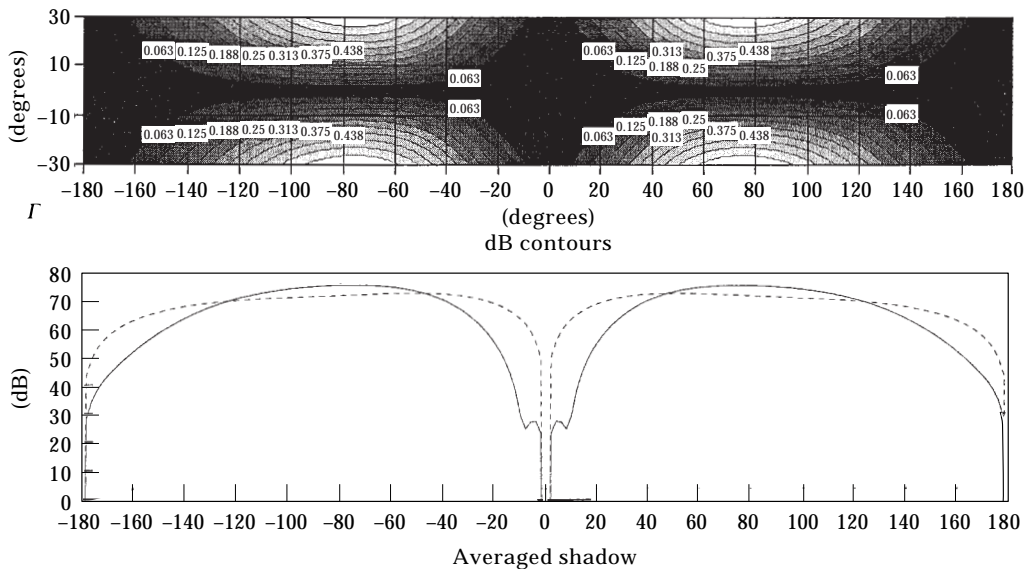 30
10
−10
−30
(degrees)
0.063 0.125 0.188 0.25 0.313 0.375 0.438
0.063
0.063 0.125 0.313 0.188 0.25 0.375 0.438
0.063
0.063
0.063 0.125 0.188 0.25 0.313 0.375 0.438
0.063 0.125 0.188 0.313 0.25 0.375 0.438
0.063
−180 −160 −140 −120 −100 −80 −60 −40 −20 0 20 40 60 80 100 120 140 160 180
Γ
(degrees)
dB contours
80
70
60
50
40
30
20
10
0
(dB)
−180 −160 −140 −120 −100 −80 −60 −40 −20 0 20 40 60 80 100 120 140 160 180
Averaged shadow